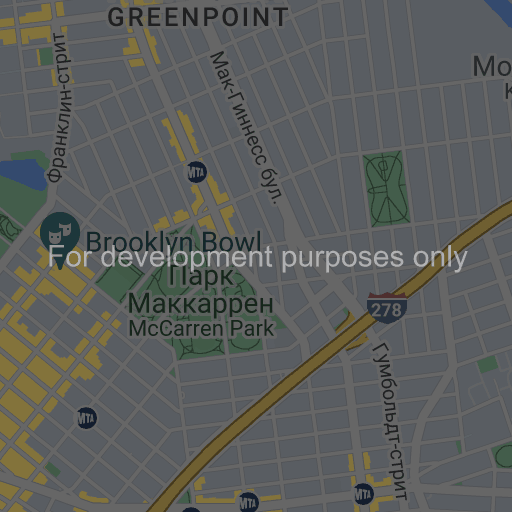 GREENPOINT
Франклин-стрит
Мак-Гиннесс бул.
Mo
К
MTA
Brooklyn Bowl
For development purposes only
Парк
Маккаррен
McCarren Park
278
Гумбольдт-стрит
MTA
MTA
MTA